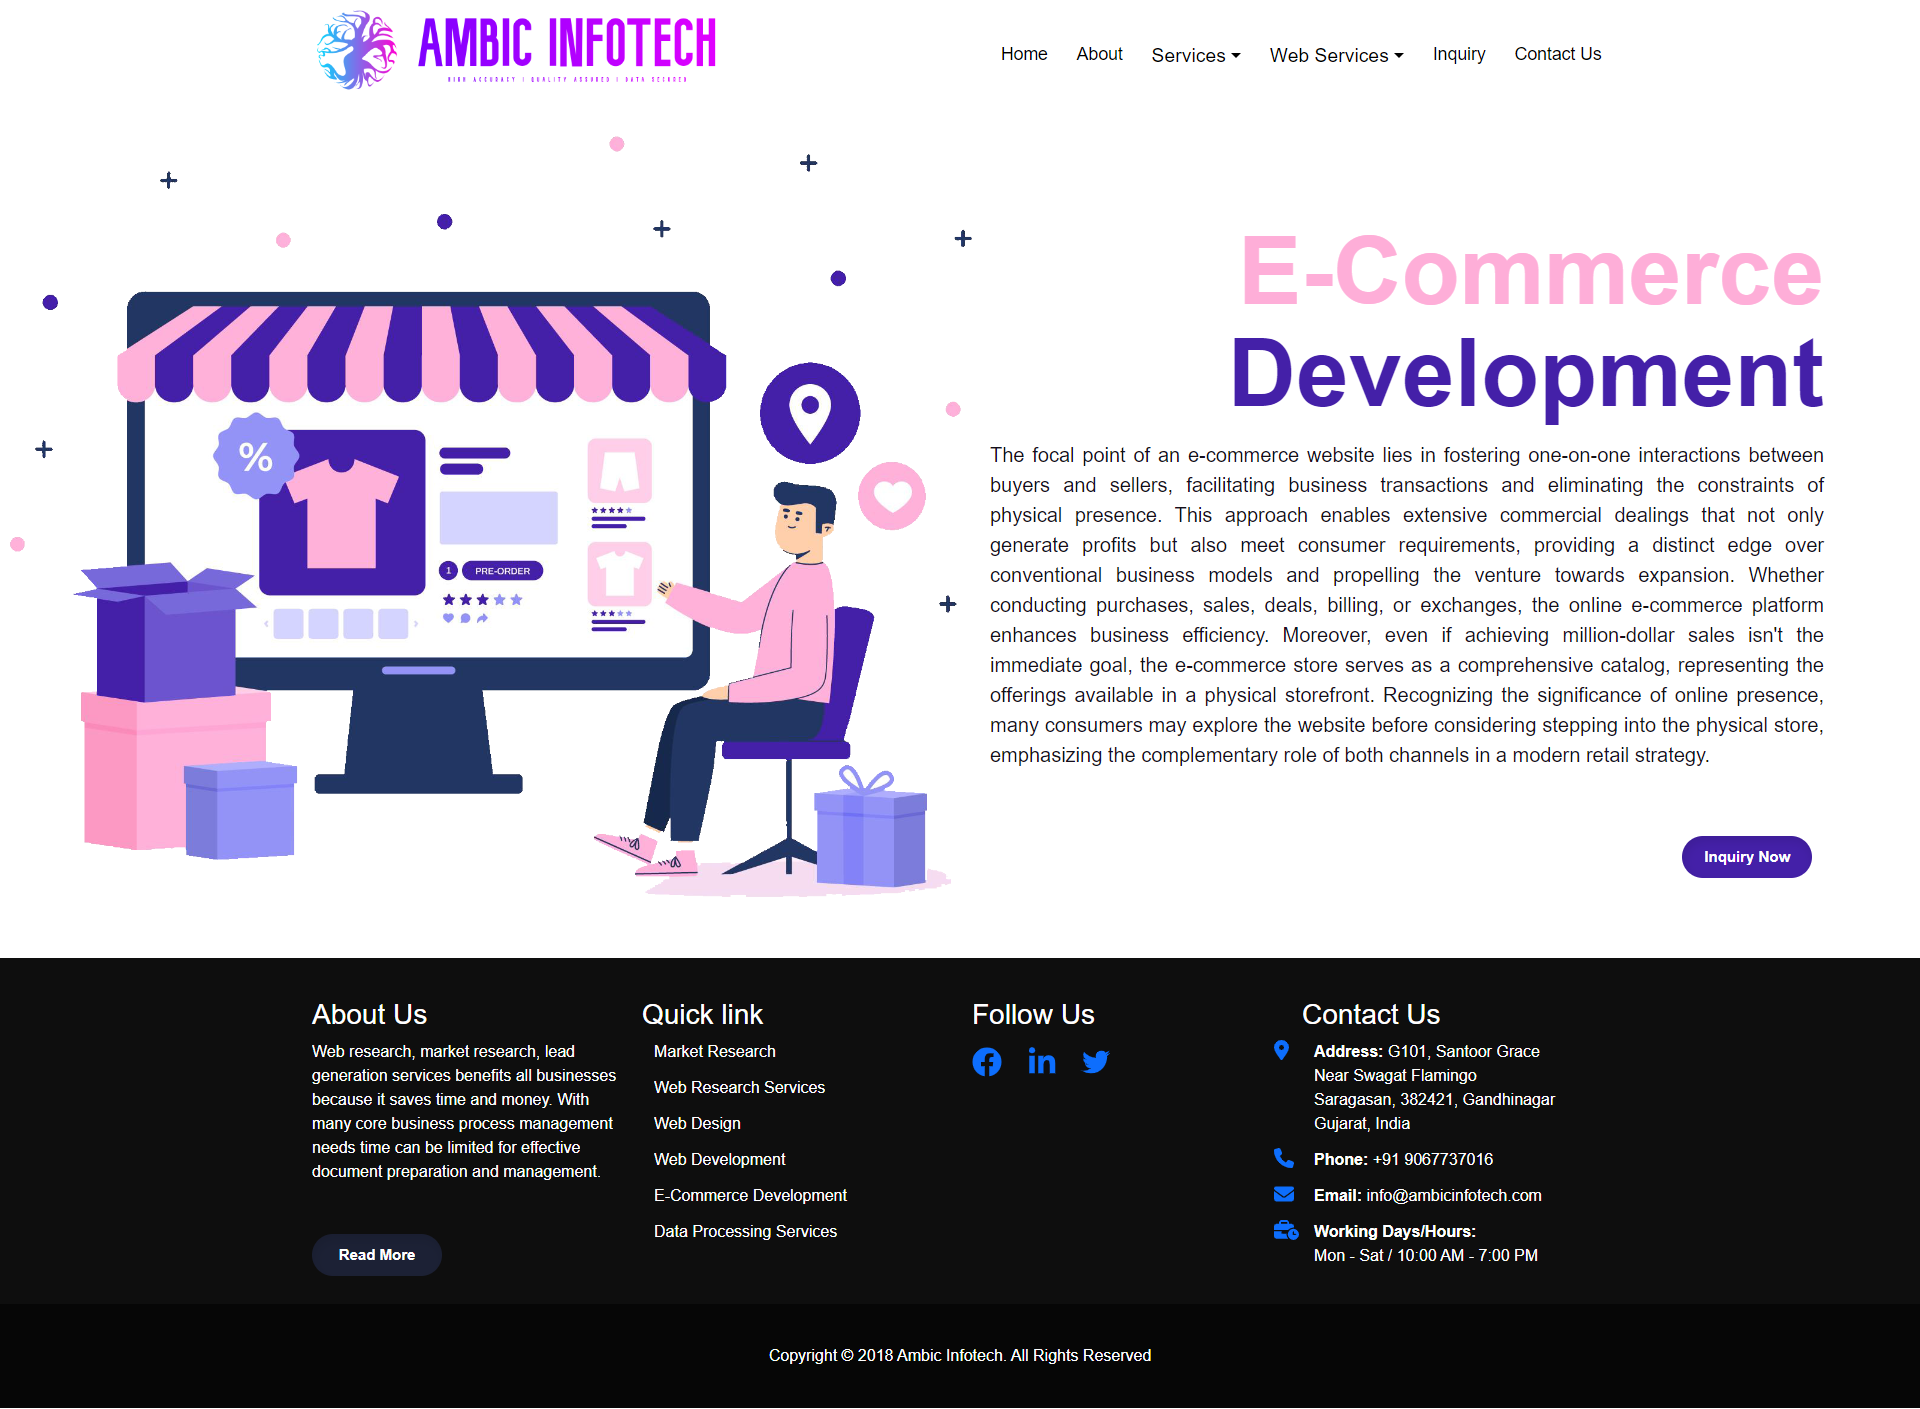 AMBIC INFOTECH
HIGH ACCURACY | QUALITY ASSURED | DATA SECURED
Home
About
Services
Web Services
Inquiry
Contact Us
E-Commerce
Development
%
1
PRE-ORDER
The focal point of an e-commerce website lies in fostering one-on-one interactions between
buyers and sellers, facilitating business transactions and eliminating the constraints of
physical presence. This approach enables extensive commercial dealings that not only
generate profits but also meet consumer requirements, providing a distinct edge over
conventional business models and propelling the venture towards expansion. Whether
conducting purchases, sales, deals, billing, or exchanges, the online e-commerce platform
enhances business efficiency. Moreover, even if achieving million-dollar sales isn't the
immediate goal, the e-commerce store serves as a comprehensive catalog, representing the
offerings available in a physical storefront. Recognizing the significance of online presence,
many consumers may explore the website before considering stepping into the physical store,
emphasizing the complementary role of both channels in a modern retail strategy.
Inquiry Now
About Us
Web research, market research, lead
generation services benefits all businesses
because it saves time and money. With
many core business process management
needs time can be limited for effective
document preparation and management.
Read More
Quick link
Market Research
Web Research Services
Web Design
Web Development
E-Commerce Development
Data Processing Services
Follow Us
Contact Us
Address: G101, Santoor Grace
Near Swagat Flamingo
Saragasan, 382421, Gandhinagar
Gujarat, India
Phone: +91 9067737016
Email: info@ambicinfotech.com
Working Days/Hours:
Mon - Sat / 10:00 AM - 7:00 PM
Copyright © 2018 Ambic Infotech. All Rights Reserved